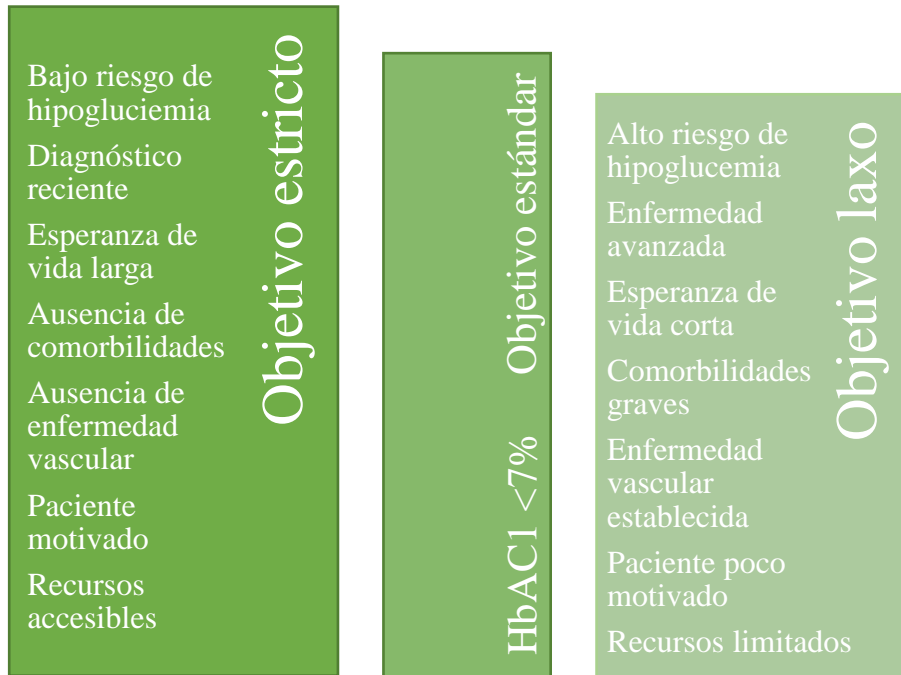 Bajo riesgo de
hipogluciemia
Diagnóstico
reciente
Esperanza de
vida larga
Ausencia de
comorbilidades
Ausencia de
enfermedad
vascular
Paciente
motivado
Recursos
accesibles
Objetivo estricto
HbAC1 <7% Objetivo estándar
Alto riesgo de
hipoglucemia
Enfermedad
avanzada
Esperanza de
vida corta
Comorbilidades
graves
Enfermedad
vascular
establecida
Paciente poco
motivado
Recursos limitados
Objetivo laxo